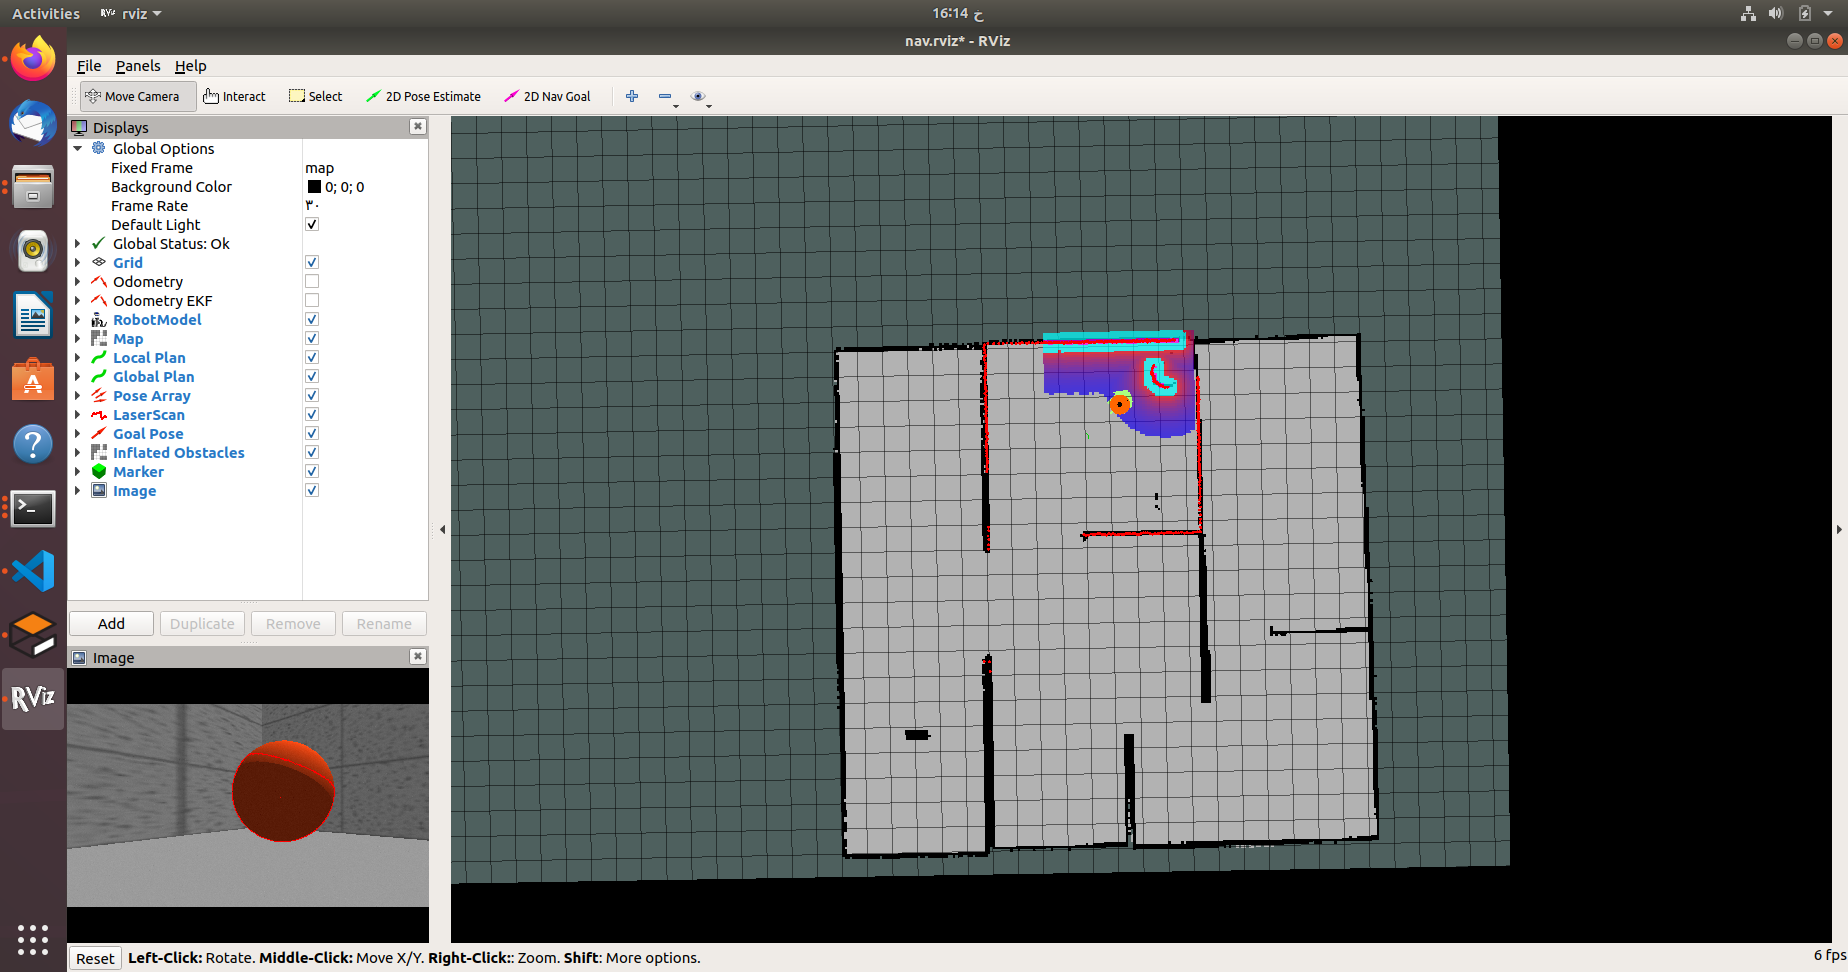 Activities
RViz
rviz
16:14 ح
nav.rviz* - RViz
File Panels Help
Move Camera
Interact
Select
2D Pose Estimate
2D Nav Goal
Displays
Global Options
Fixed Frame map
Background Color 0; 0; 0
Frame Rate ٣٠
Default Light
Global Status: Ok
Grid
Odometry
Odometry EKF
RobotModel
Map
Local Plan
Global Plan
Pose Array
LaserScan
Goal Pose
Inflated Obstacles
Marker
Image
Add Duplicate Remove Rename
Image
RViz
Reset Left-Click: Rotate. Middle-Click: Move X/Y. Right-Click:: Zoom. Shift: More options.
6 fps